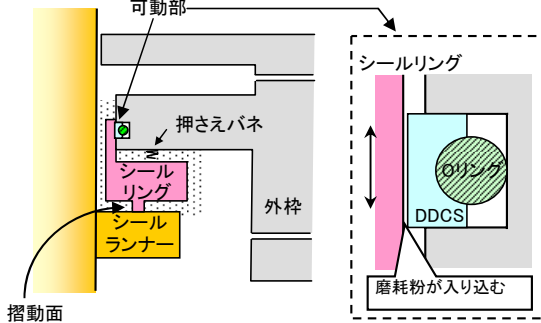 可動部
押さえバネ
シール
リング
外枠
シール
ランナー
摺動面
シールリング
Oリング
DDCS
磨耗粉が入り込む